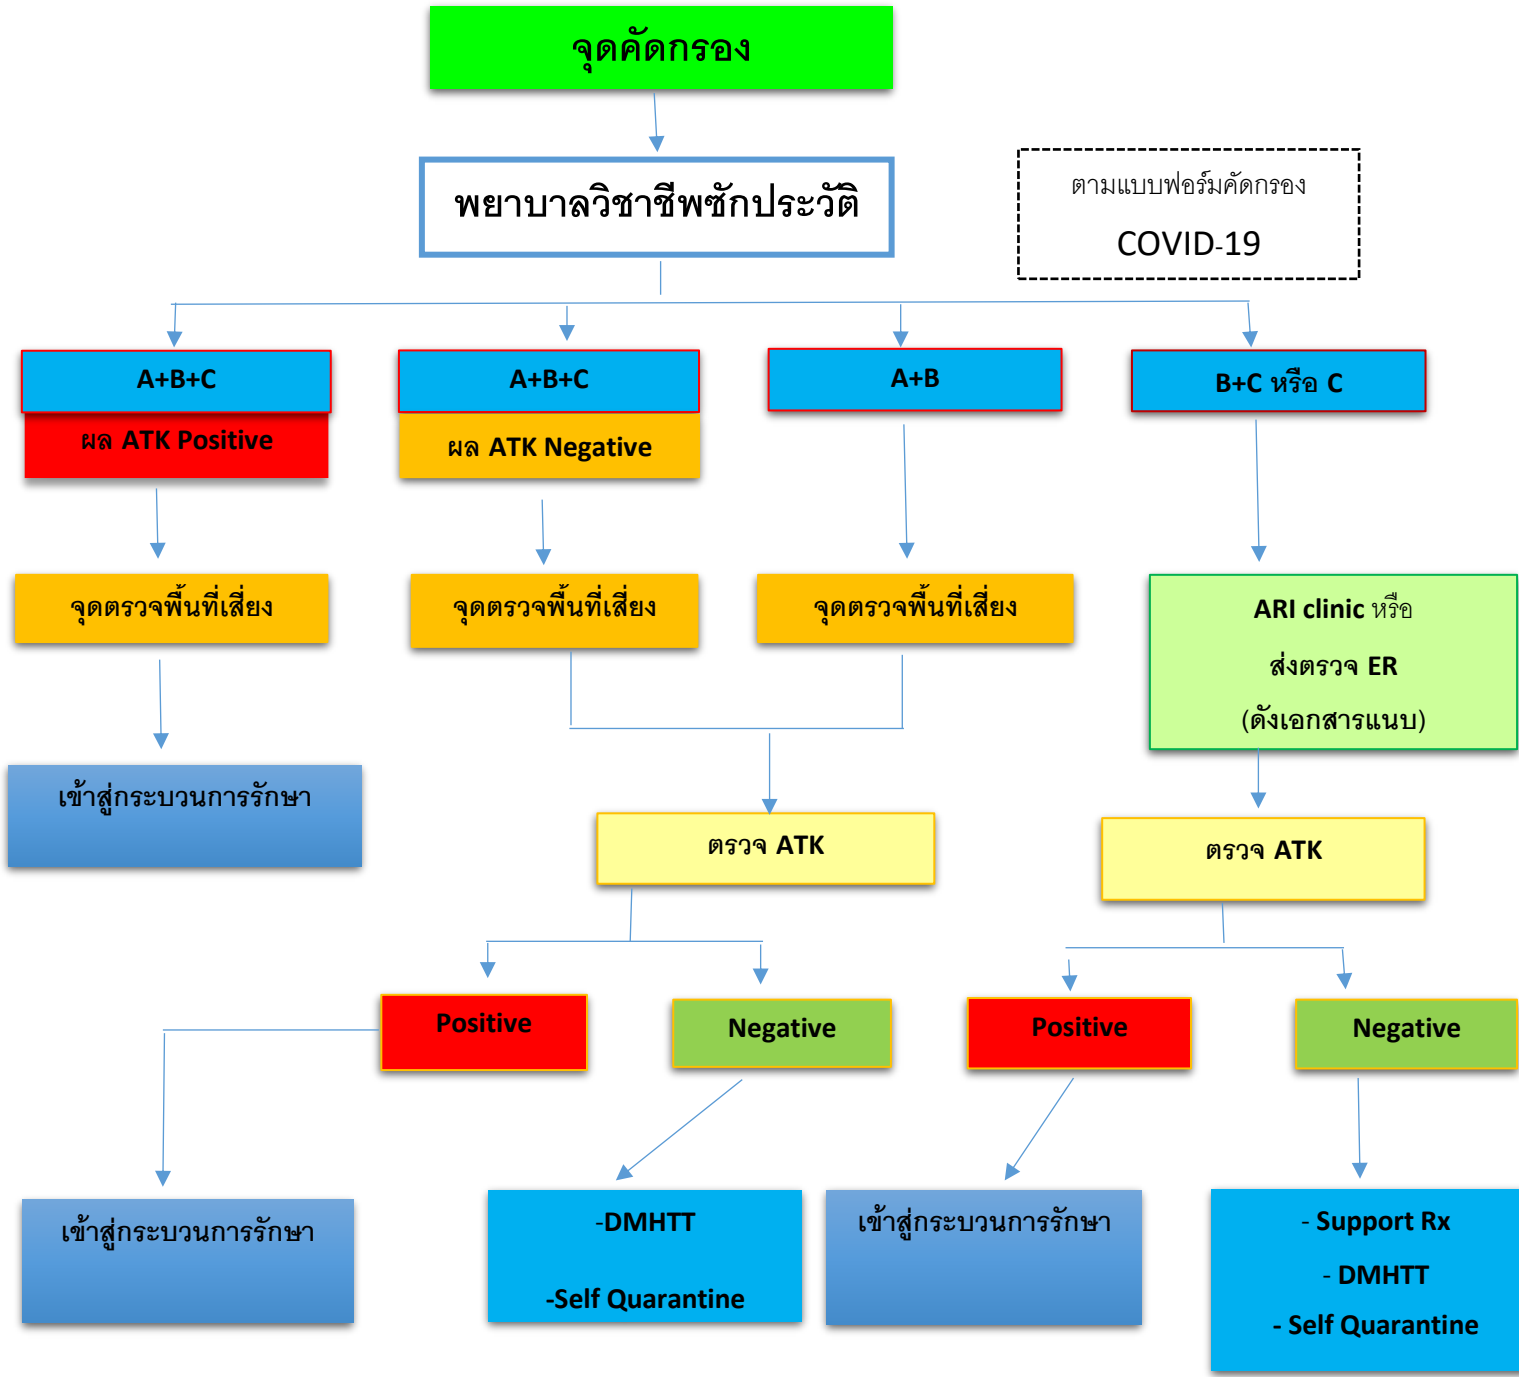 จุดคัดกรอง
พยาบาลวิชาชีพซักประวัติ
ตามแบบฟอร์มคัดกรอง
COVID-19
A+B+C
ผล ATK Positive
A+B+C
ผล ATK Negative
A+B
B+C หรือ C
จุดตรวจพื้นที่เสี่ยง
จุดตรวจพื้นที่เสี่ยง
จุดตรวจพื้นที่เสี่ยง
ARI clinic หรือ
ส่งตรวจ ER
(ดังเอกสารแนบ)
เข้าสู่กระบวนการรักษา
ตรวจ ATK
ตรวจ ATK
Positive
Negative
Positive
Negative
เข้าสู่กระบวนการรักษา
-DMHTT
-Self Quarantine
เข้าสู่กระบวนการรักษา
- Support Rx
- DMHTT
- Self Quarantine